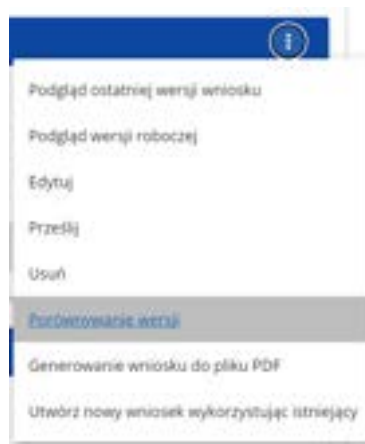 Podgląd ostatniej wersji wniosku
Podgląd wersji roboczej
Edytuj
Prześlij
Usuń
Porównywanie wersji
Generowanie wniosku do pliku PDF
Utwórz nowy wniosek wykorzystując istniejący